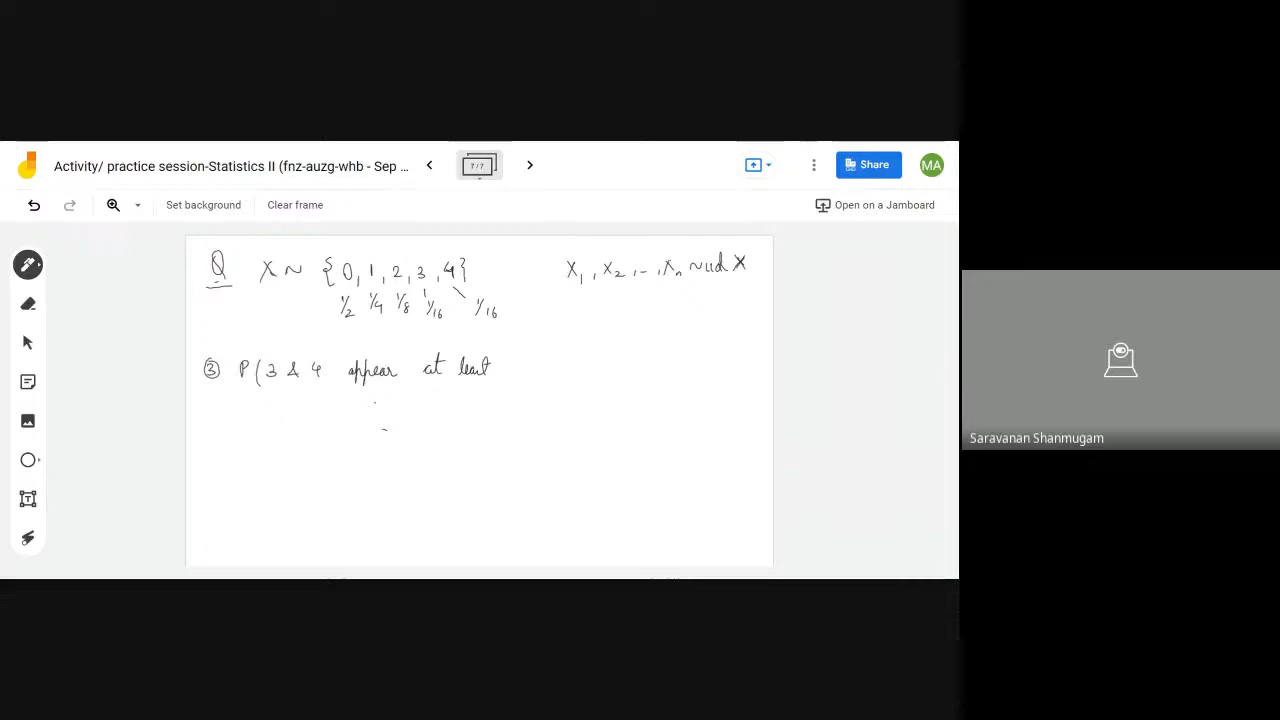 Activity/ practice session-Statistics II (fnz-auzg-whb - Sep ...
7/7
Share
MA
Set background
Clear frame
Open on a Jamboard
Q X ~ {0, 1, 2, 3, 4} X1, X2, .., Xn ~ iid X
1/2 1/4 1/8 1/16 1/16
③ P(3 & 4 appear at least
Saravanan Shanmugam